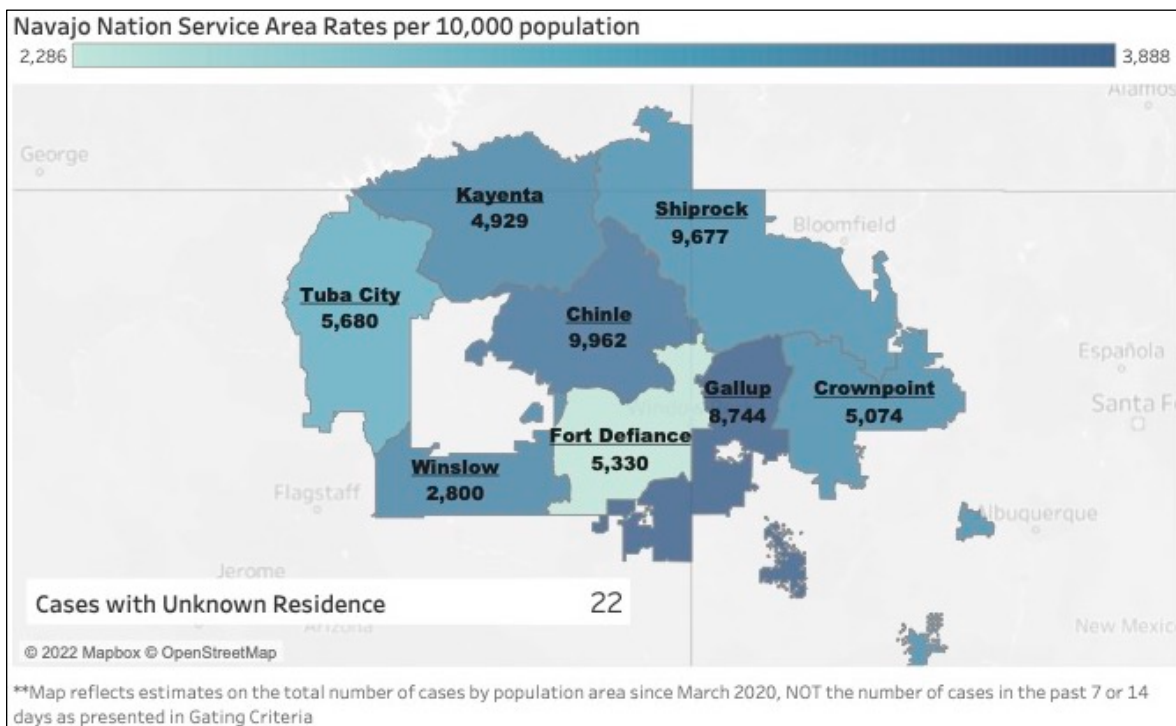 Navajo Nation Service Area Rates per 10,000 population
2,286
3,888
Alamos
George
Kayenta
4,929
Shiprock
9,677
Bloomfield
Tuba City
5,680
Chinle
9,962
Española
Gallup
8,744
Crownpoint
5,074
Santa Fe
Window
Fort Defiance
5,330
Winslow
2,800
Flagstaff
Albuquerque
Jerome
Cases with Unknown Residence 22
Arizona
New Mexico
© 2022 Mapbox © OpenStreetMap
**Map reflects estimates on the total number of cases by population area since March 2020, NOT the number of cases in the past 7 or 14
days as presented in Gating Criteria